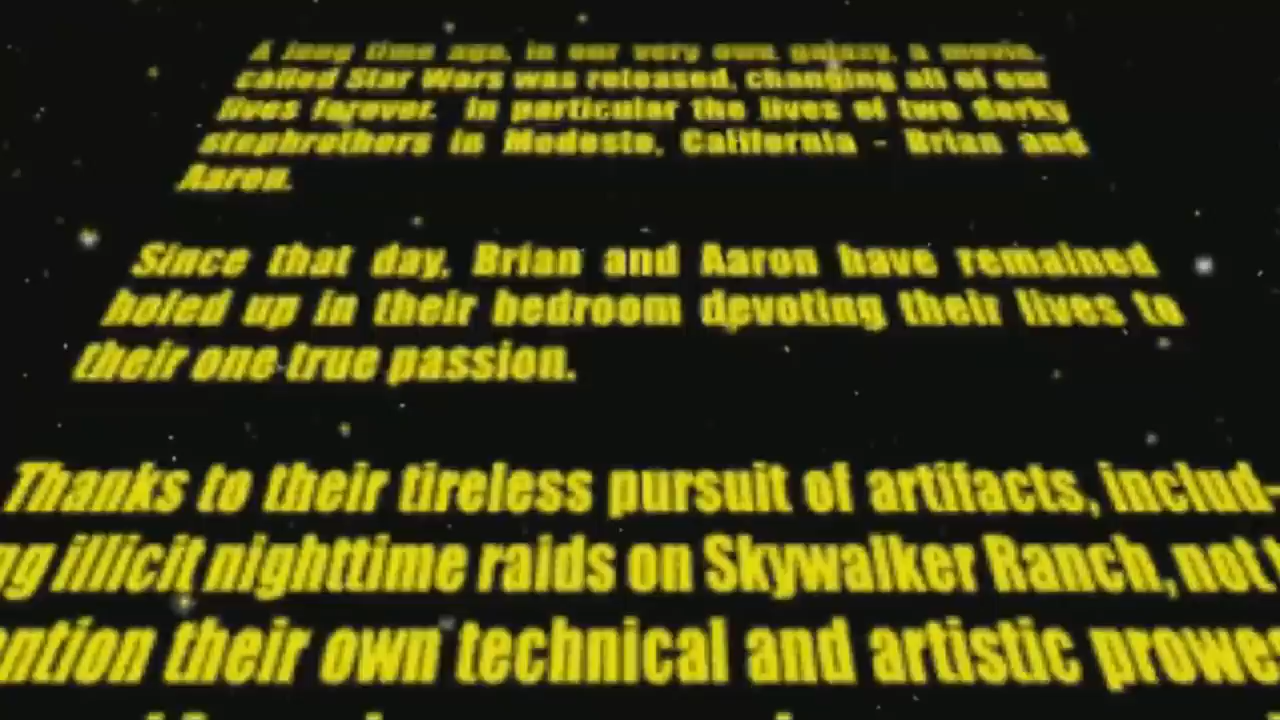 A long time ago, in our very own galaxy, a movie,
called Star Wars was released, changing all of our
lives forever. In particular the lives of two dorky
stepbrothers in Modesto, California - Brian and
Aaron.
Since that day, Brian and Aaron have remained
holed up in their bedroom devoting their lives to
their one true passion.
Thanks to their tireless pursuit of artifacts, includ-
ng illicit nighttime raids on Skywalker Ranch, not t
ention their own technical and artistic prowes